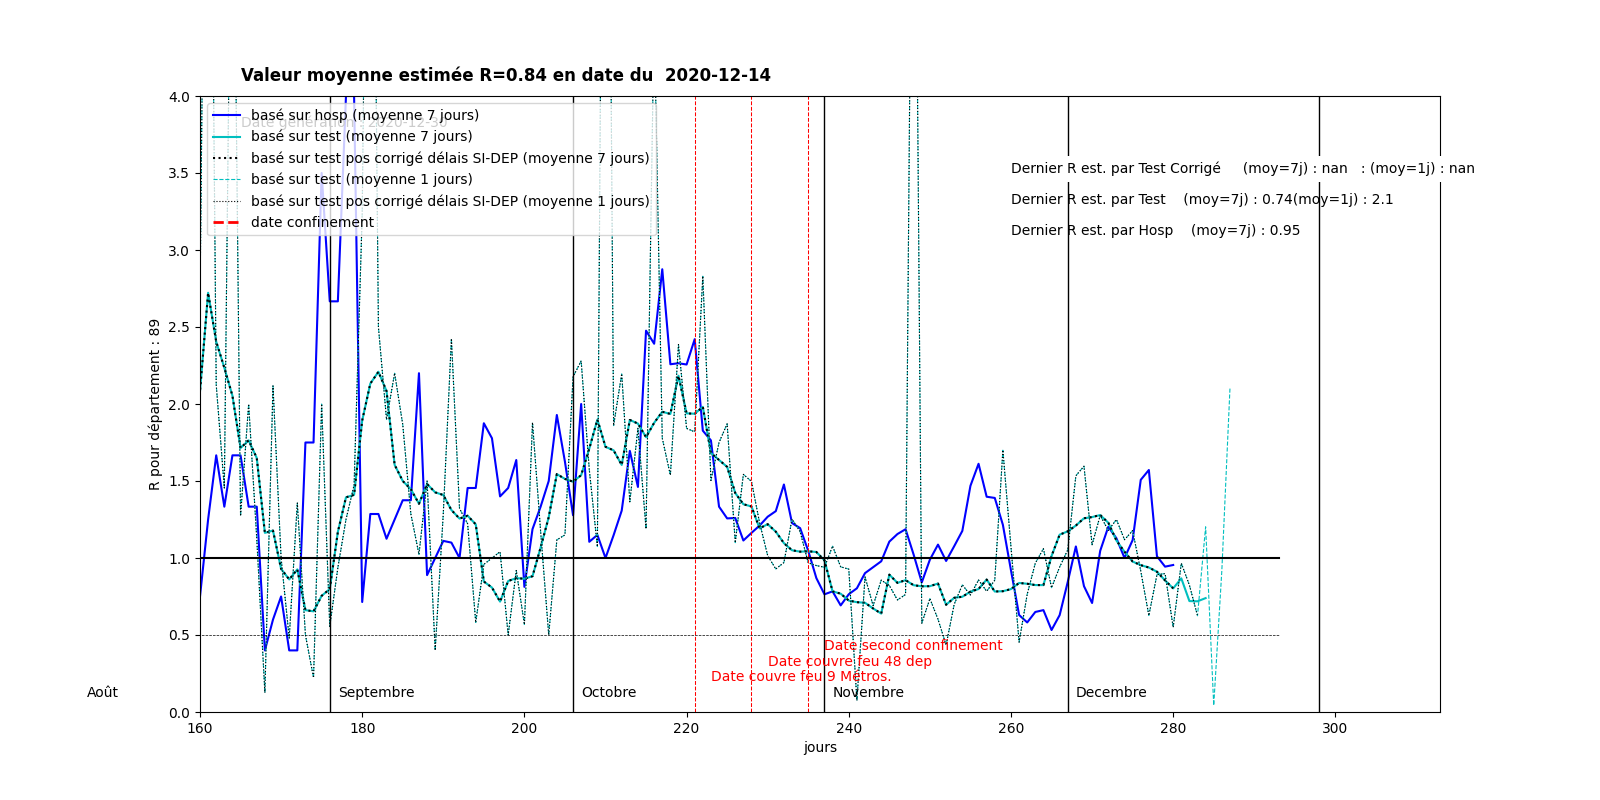 Valeur moyenne estimée R=0.84 en date du  2020-12-14
4.0
3.5
3.0
2.5
2.0
1.5
1.0
0.5
0.0
R pour département : 89
basé sur hosp (moyenne 7 jours)
basé sur test (moyenne 7 jours)
basé sur test pos corrigé délais SI-DEP (moyenne 7 jours)
basé sur test (moyenne 1 jours)
basé sur test pos corrigé délais SI-DEP (moyenne 1 jours)
date confinement
Dernier R est. par Test Corrigé     (moy=7j) : nan   : (moy=1j) : nan
Dernier R est. par Test    (moy=7j) : 0.74(moy=1j) : 2.1
Dernier R est. par Hosp    (moy=7j) : 0.95
Date second confinement
Date couvre feu 48 dep
Date couvre feu 9 Métros.
Août
Septembre
Octobre
Novembre
Decembre
160 180 200 220 240 260 280 300
jours